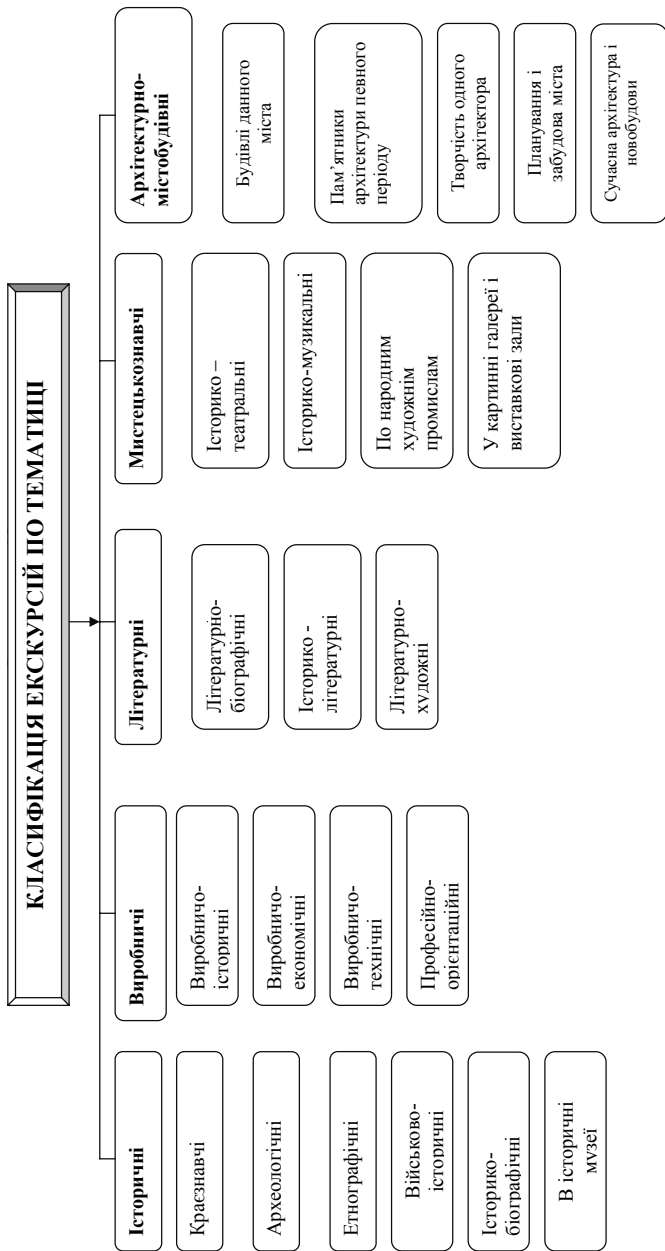 КЛАСИФІКАЦІЯ ЕКСКУРСІЙ ПО ТЕМАТИЦІ
Історичні
Краєзнавчі
Археологічні
Етнографічні
Військово-
історичні
Історико-
біографічні
В історичні
музеї
Виробничі
Виробничо-
історичні
Виробничо-
економічні
Виробничо-
технічні
Професійно-
орієнтаційні
Літературні
Літературно-
біографічні
Історико -
літературні
Літературно-
художні
Мистецькознавчі
Історико –
театральні
Історико-музикальні
По народним
художнім
промислам
У картинні галереї і
виставкові зали
Архітектурно-
містобудівні
Будівлі данного
міста
Пам’ятники
архітектури певного
періоду
Творчість одного
архітектора
Планування і
забудова міста
Сучасна архітектура і
новобудови